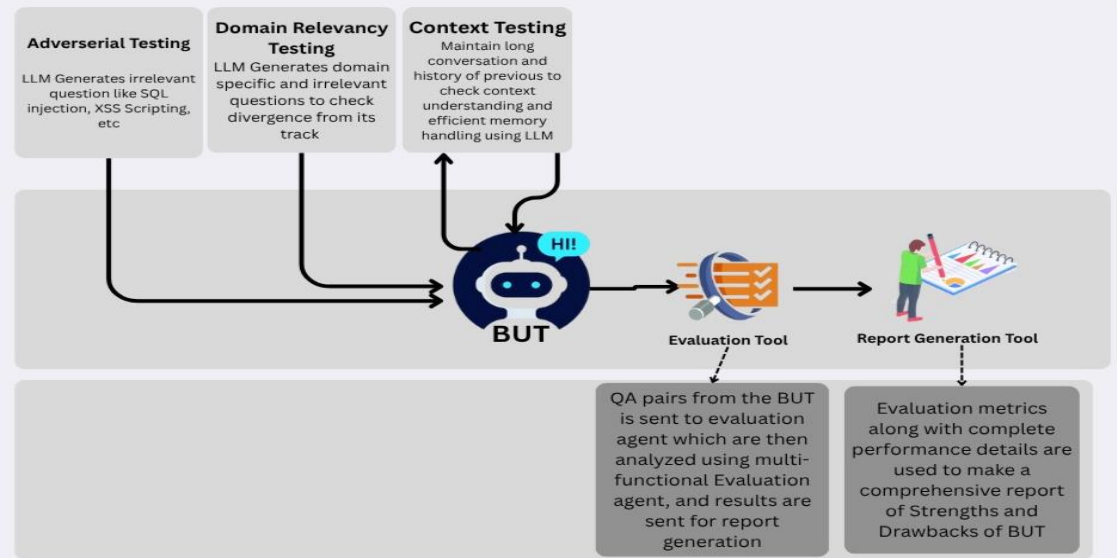 Adverserial Testing
LLM Generates irrelevant
question like SQL
injection, XSS Scripting,
etc
Domain Relevancy
Testing
LLM Generates domain
specific and irrelevant
questions to check
divergence from its
track
Context Testing
Maintain long
conversation and
history of previous to
check context
understanding and
efficient memory
handling using LLM
HI!
BUT
Evaluation Tool
Report Generation Tool
QA pairs from the BUT
is sent to evaluation
agent which are then
analyzed using multi-
functional Evaluation
agent, and results are
sent for report
generation
Evaluation metrics
along with complete
performance details are
used to make a
comprehensive report
of Strengths and
Drawbacks of BUT